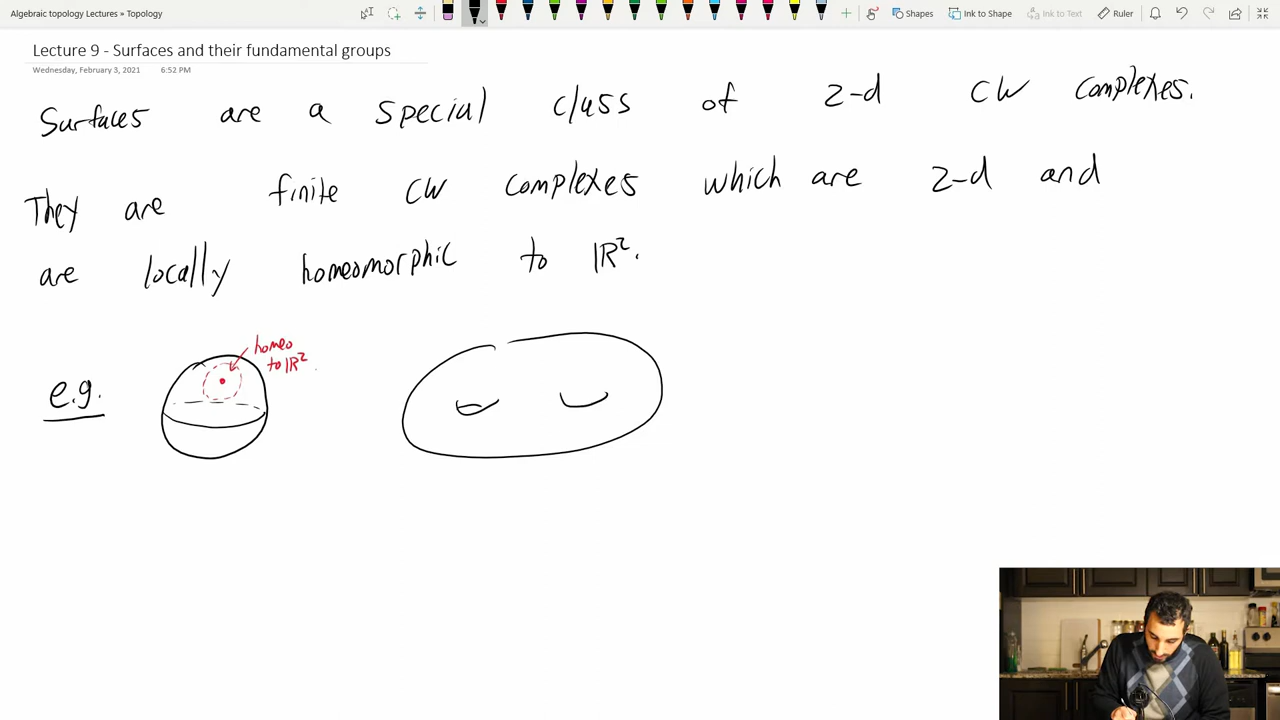 Algebraic topology Lectures » Topology
Shapes
Ink to Shape
Ink to Text
Ruler
Lecture 9 - Surfaces and their fundamental groups
Wednesday, February 3, 2021 6:52 PM
Surfaces are a special class of 2-d CW complexes.
They are finite CW complexes which are 2-d and
are locally homeomorphic to ℝ².
e.g.
homeo
to ℝ².